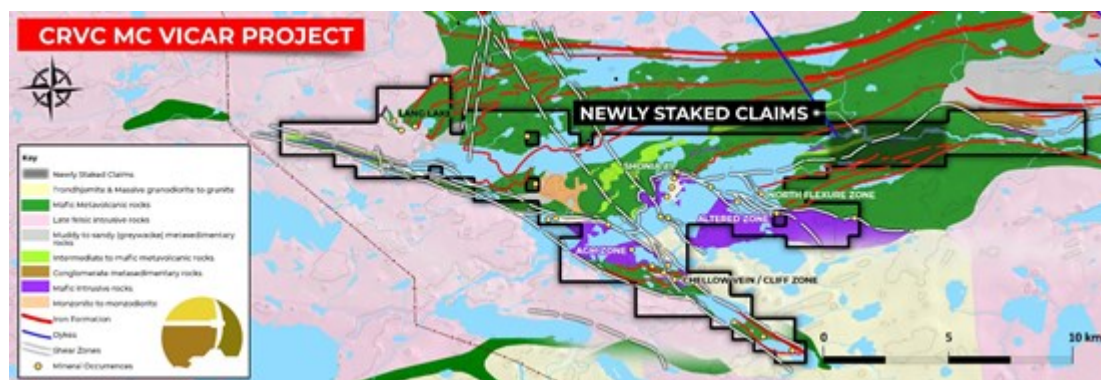 CRVC MC VICAR PROJECT
LANG LAKE
NEWLY STAKED CLAIMS
NORTH FLEXURE ZONE
ALTERED ZONE
CHELLOW VEIN / CLIFF ZONE
Key
Newly Staked Claims
Trondhjemite & Massive granodiorite to granite
Mafic Metavolcanic rocks
Late felsic intrusive rocks
Muddy to sandy (greywacke) metasedimentary
rocks
Intermediate to mafic metavolcanic rocks
Conglomerate metasedimentary rocks
Mafic Intrusive rocks
Monzonite to monzodiorite
Iron Formation
Dykes
Shear Zones
Mineral Occurrences
0 5 10 km